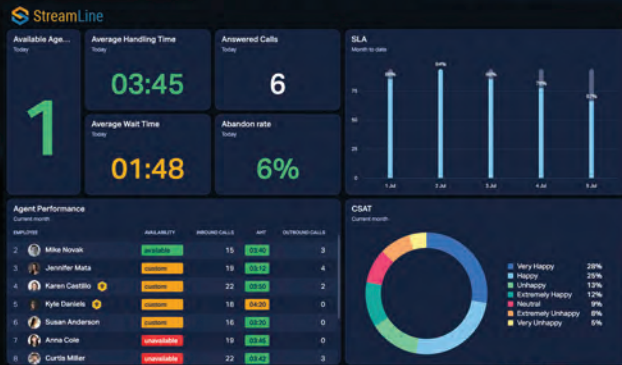 StreamLine
Available Age...
Today
1
Average Handling Time
Today
03:45
Answered Calls
Today
6
Average Wait Time
Today
01:48
Abandon rate
Today
6%
SLA
Month to date
94%
75
50
25
0
1 Jul
2 Jul
3 Jul
4 Jul
5 Jul
Agent Performance
Current month
EMPLOYEE AVAILABILITY INBOUND CALLS AHT OUTBOUND CALLS
2 Mike Novak available 15 03:40 3
3 Jennifer Mata custom 19 03:12 4
4 Karen Castillo custom 22 03:50 2
5 Kyle Daniels custom 18 04:20 0
6 Susan Anderson custom 16 03:20 0
7 Anna Cole unavailable 19 03:45 0
8 Curtis Miller unavailable 22 03:42 3
CSAT
Current month
Very Happy 28%
Happy 25%
Unhappy 13%
Extremely Happy 12%
Neutral 9%
Extremely Unhappy 8%
Very Unhappy 5%